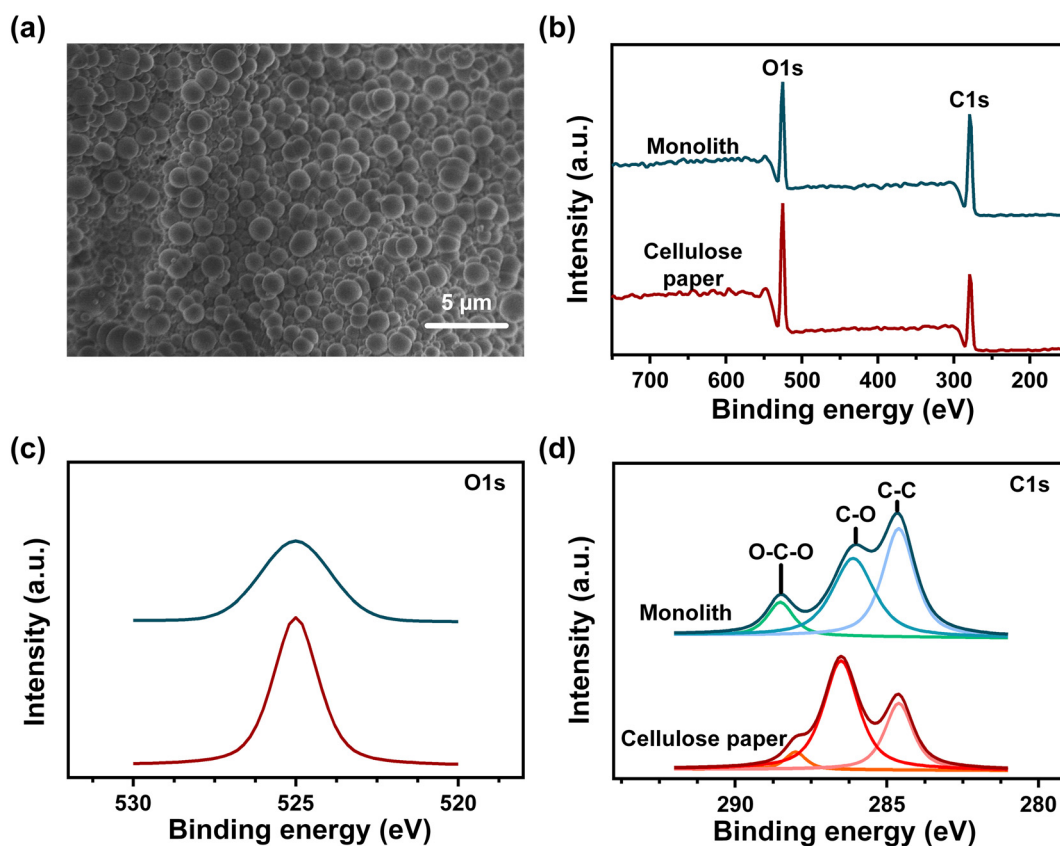 (a)
5 µm
(b)
O1s
C1s
Monolith
Cellulose
paper
Intensity (a.u.)
700 600 500 400 300 200
Binding energy (eV)
(c)
O1s
Intensity (a.u.)
530 525 520
Binding energy (eV)
(d)
C1s
C-C
C-O
O-C-O
Monolith
Cellulose paper
Intensity (a.u.)
290 285 280
Binding energy (eV)